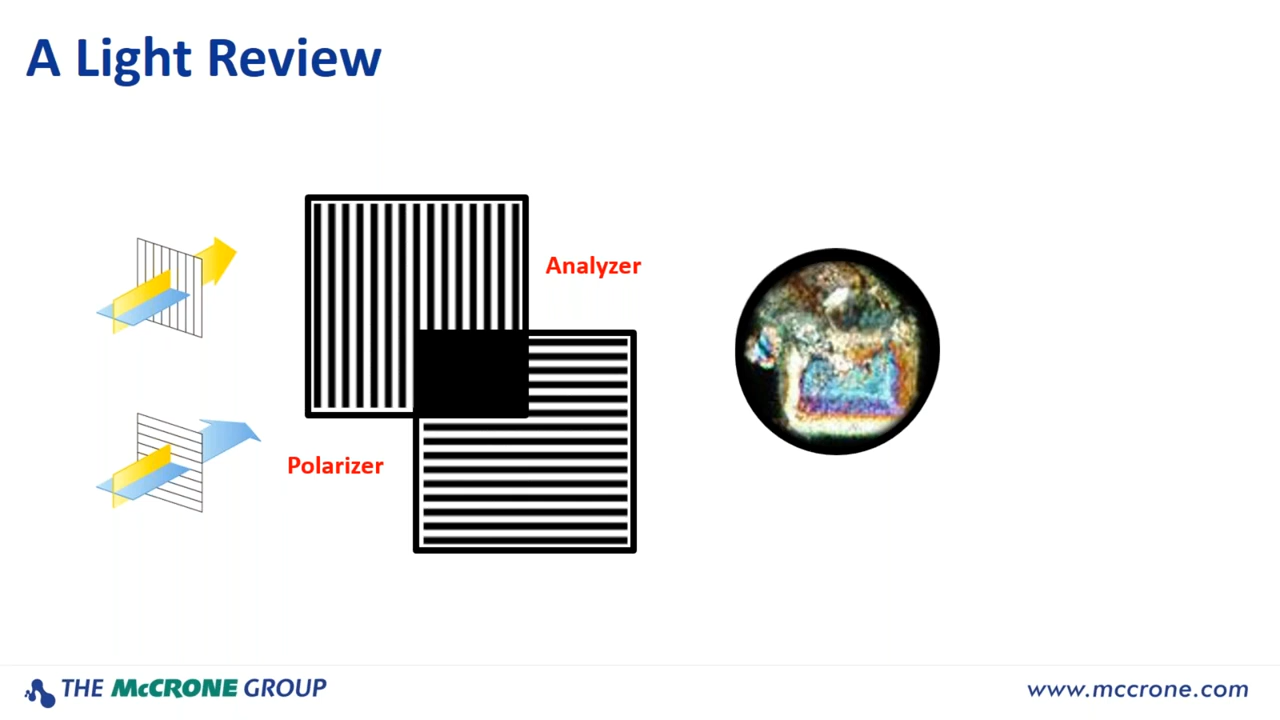 A Light Review
Analyzer
Polarizer
THE McCRONE GROUP
www.mccrone.com